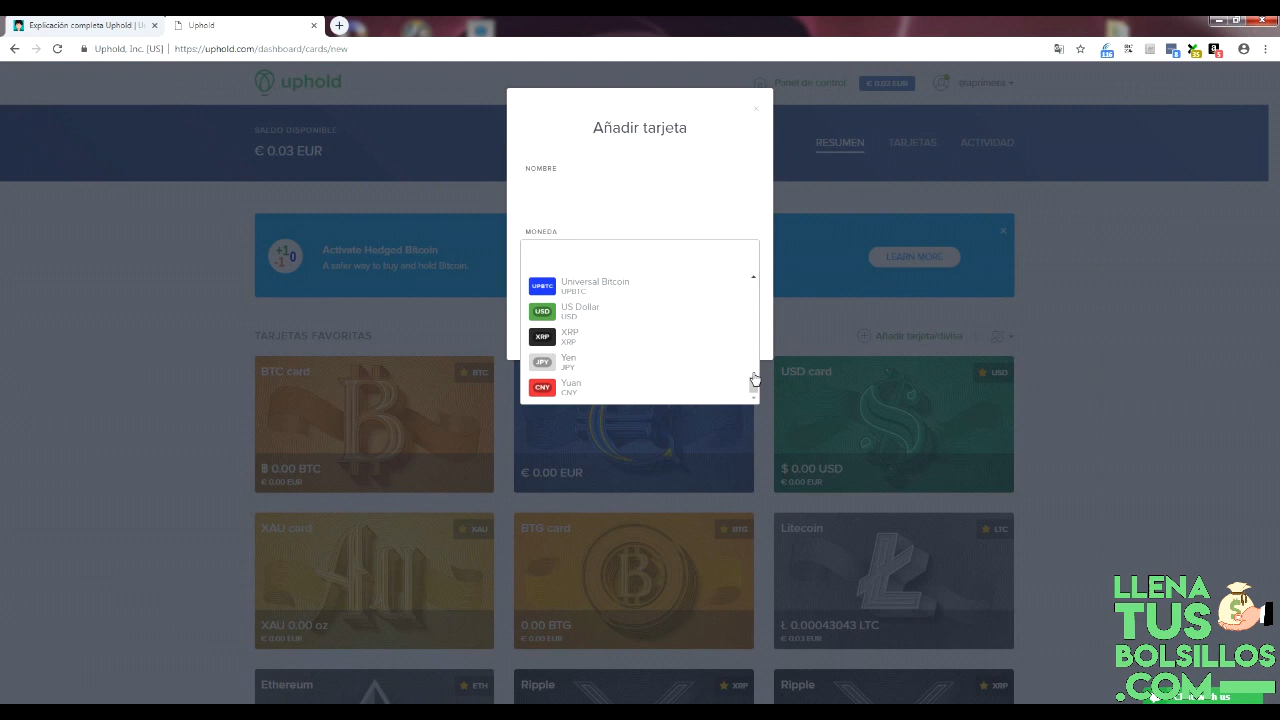 Explicación completa Uphold | U
Uphold
Uphold, Inc. [US] | https://uphold.com/dashboard/cards/new
uphold
Panel de control
€ 0.03 EUR
SALDO DISPONIBLE
€ 0.03 EUR
RESUMEN
TARJETAS
ACTIVIDAD
Añadir tarjeta
NOMBRE
MONEDA
UPBTC Universal Bitcoin
UPBTC
USD US Dollar
USD
XRP XRP
XRP
JPY Yen
JPY
CNY Yuan
CNY
+1
-1 0
Activate Hedged Bitcoin
A safer way to buy and hold Bitcoin.
LEARN MORE
TARJETAS FAVORITAS
Añadir tarjeta/divisa
BTC card
BTC
฿ 0.00 BTC
€ 0.00 EUR
€ 0.00 EUR
USD card
USD
$ 0.00 USD
€ 0.00 EUR
XAU card
XAU
XAU 0.00 oz
€ 0.00 EUR
BTG card
BTG
0.00 BTG
€ 0.00 EUR
Litecoin
LTC
Ł 0.00043043 LTC
€ 0.03 EUR
Ethereum
ETH
Ripple
XRP
Ripple
XRP
LLENA
TUS
BOLSILLOS
.COM